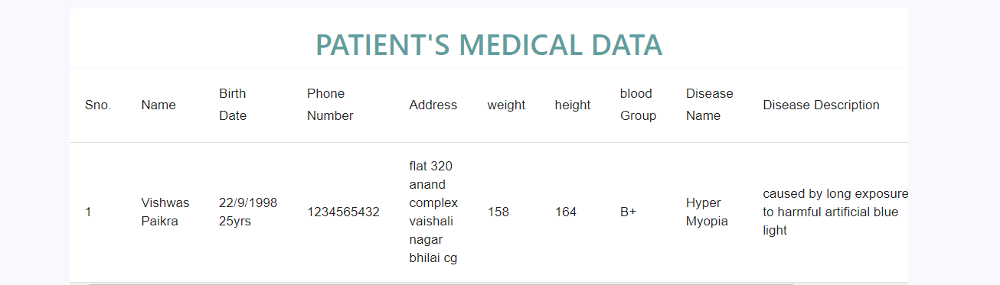 PATIENT'S MEDICAL DATA
Sno.
Name
Birth
Date
Phone
Number
Address
weight
height
blood
Group
Disease
Name
Disease Description
1
Vishwas
Paikra
22/9/1998
25yrs
1234565432
flat 320
anand
complex
vaishali
nagar
bhilai cg
158
164
B+
Hyper
Myopia
caused by long exposure
to harmful artificial blue
light